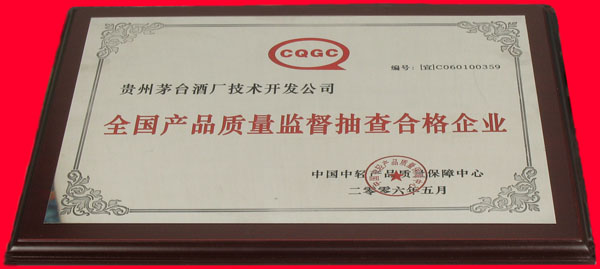 CQGC
编号:[宜]C060100359
贵州茅台酒厂技术开发公司
全国产品质量监督抽查合格企业
中国中轻产品质量保障中心
二零零六年五月